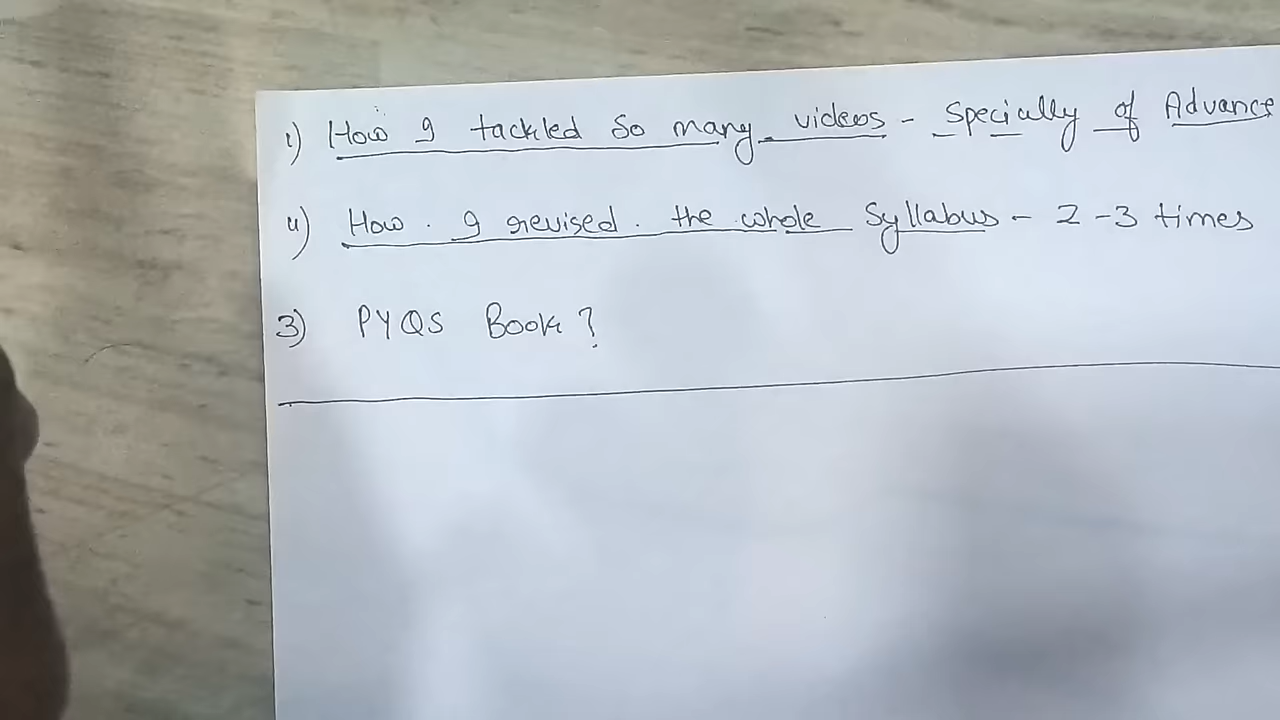 1) How I tackled so many videos - specially of Advance
11) How I revised the whole syllabus - 2-3 times
3) PYQS Book?